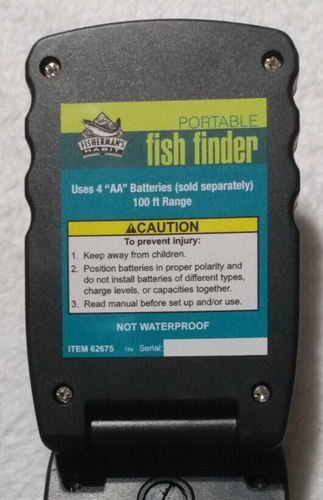 FISHERMAN'S
HABIT
PORTABLE
fish finder
Uses 4 "AA" Batteries (sold separately)
100 ft Range
CAUTION
To prevent injury:
1. Keep away from children.
2. Position batteries in proper polarity and
do not install batteries of different types,
charge levels, or capacities together.
3. Read manual before set up and/or use.
NOT WATERPROOF
ITEM 62675 15e Serial: